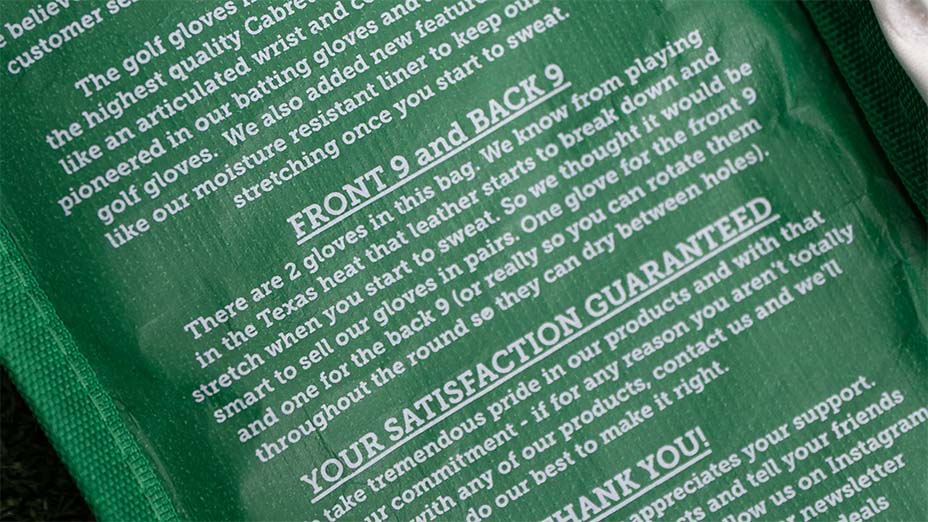 believe
customer se
The golf gloves i
the highest quality Cabre
like an articulated wrist and co
pioneered in our batting gloves and
golf gloves. We also added new feature
like our moisture resistant liner to keep ou
stretching once you start to sweat.
FRONT 9 and BACK 9
There are 2 gloves in this bag. We know from playing
in the Texas heat that leather starts to break down and
stretch when you start to sweat. So we thought it would be
smart to sell our gloves in pairs. One glove for the front 9
and one for the back 9 (or really so you can rotate them
throughout the round so they can dry between holes).
YOUR SATISFACTION GUARANTEED
take tremendous pride in our products and with that
ur commitment - if for any reason you aren't totally
with any of our products, contact us and we'll
do our best to make it right.
HANK YOU!
appreciates your support.
ts and tell your friends
llow us on Instagram
r newsletter
deals